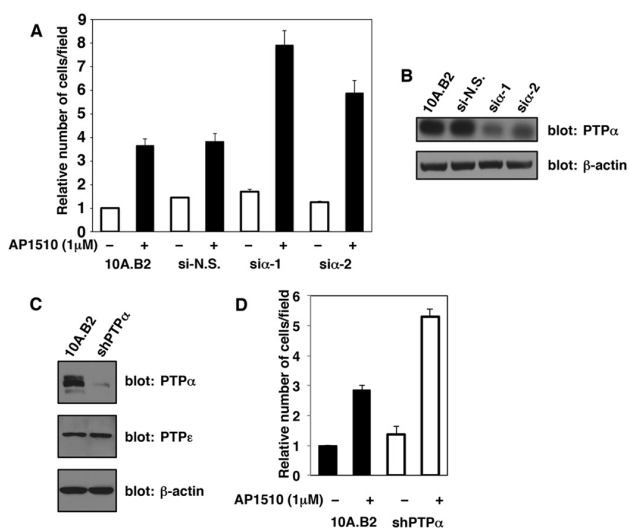 A
Relative number of cells/field
9
8
7
6
5
4
3
2
1
0
AP1510 (1μM) – + – + – + – +
10A.B2 si-N.S. siα-1 siα-2
B
10A.B2 si-N.S. siα-1 siα-2
blot: PTPα
blot: β-actin
C
10A.B2 shPTPα
blot: PTPα
blot: PTPε
blot: β-actin
D
Relative number of cells/field
6
5
4
3
2
1
0
AP1510 (1μM) – + – +
10A.B2 shPTPα